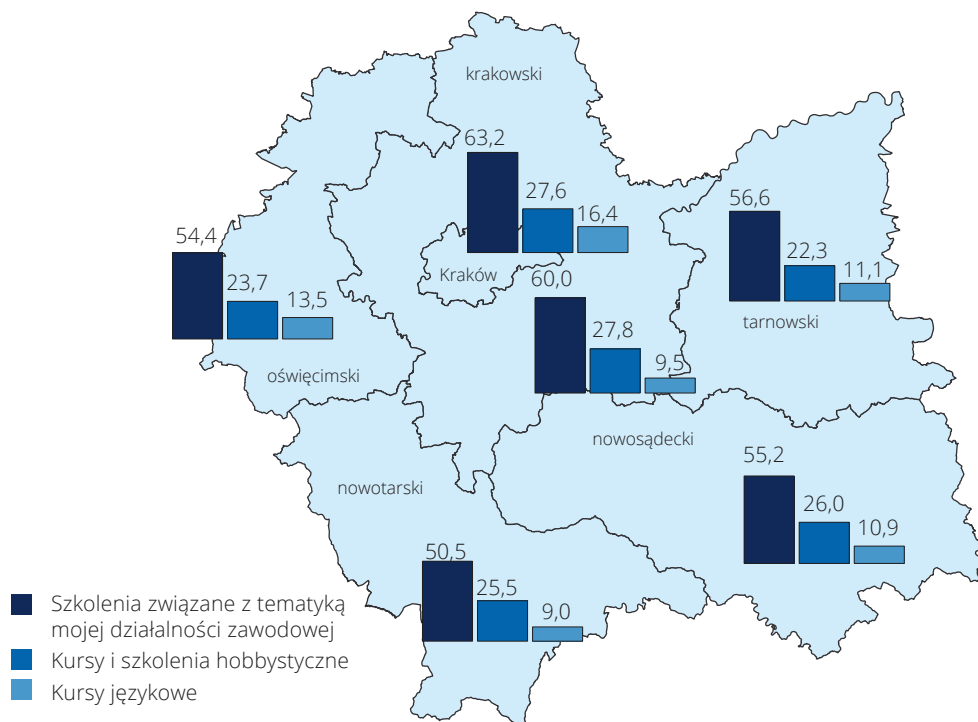 krakowski
63,2
27,6
16,4
Kraków
56,6
22,3
11,1
tarnowski
54,4
23,7
13,5
oświęcimski
60,0
27,8
9,5
nowosądecki
55,2
26,0
10,9
nowotarski
50,5
25,5
9,0
Szkolenia związane z tematyką
mojej działalności zawodowej
Kursy i szkolenia hobbystyczne
Kursy językowe